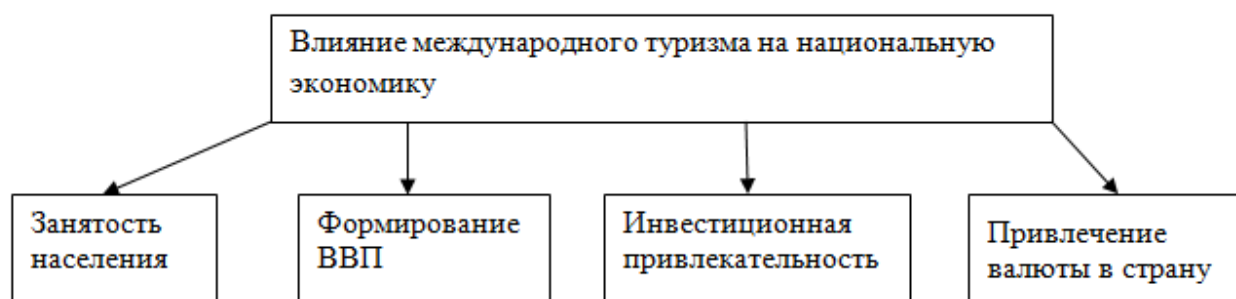 Влияние международного туризма на национальную
экономику
Занятость
населения
Формирование
ВВП
Инвестиционная
привлекательность
Привлечение
валюты в страну